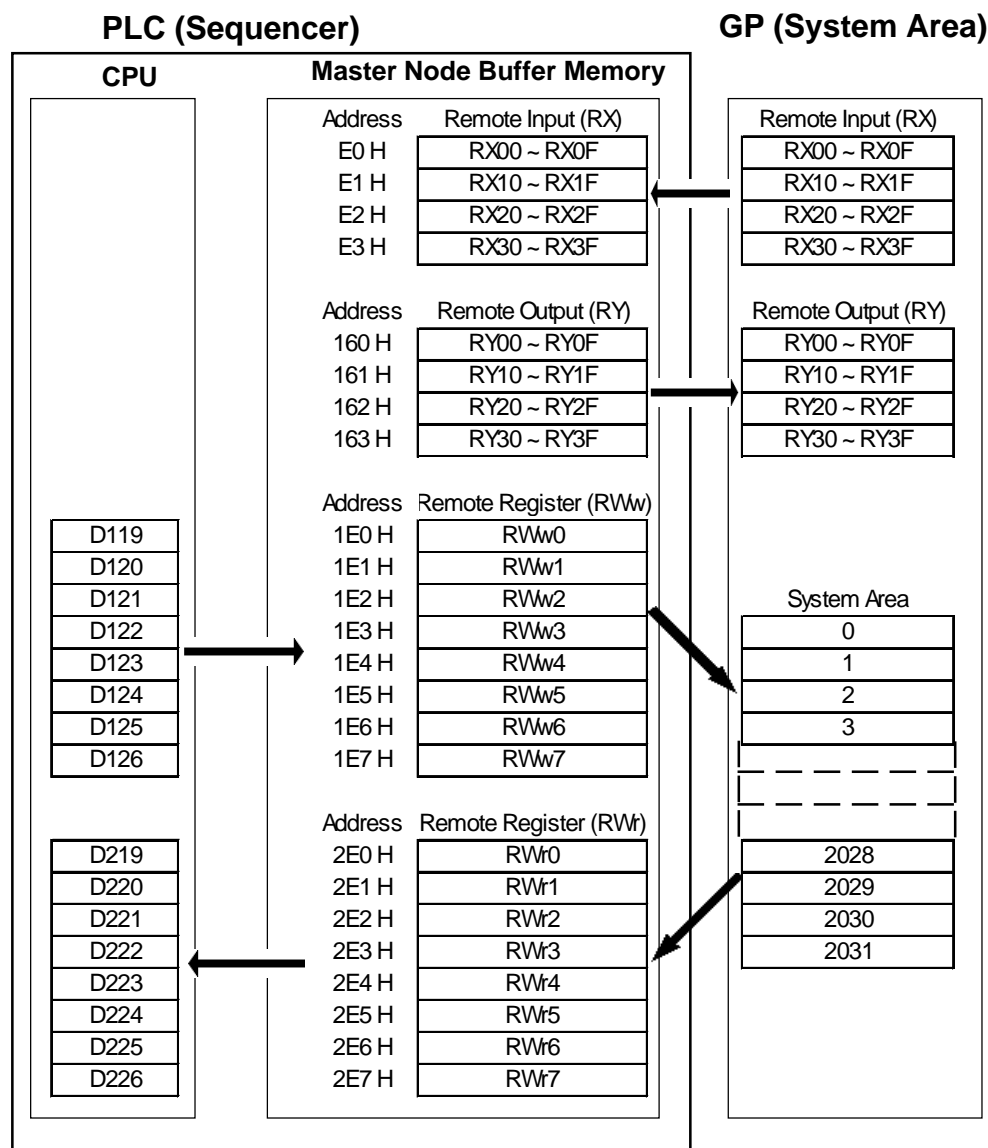 PLC (Sequencer) GP (System Area)
CPU Master Node Buffer Memory
Address Remote Input (RX) Remote Input (RX)
E0 H RX00 ~ RX0F RX00 ~ RX0F
E1 H RX10 ~ RX1F RX10 ~ RX1F
E2 H RX20 ~ RX2F RX20 ~ RX2F
E3 H RX30 ~ RX3F RX30 ~ RX3F
Address Remote Output (RY) Remote Output (RY)
160 H RY00 ~ RY0F RY00 ~ RY0F
161 H RY10 ~ RY1F RY10 ~ RY1F
162 H RY20 ~ RY2F RY20 ~ RY2F
163 H RY30 ~ RY3F RY30 ~ RY3F
Address Remote Register (RWw)
D119 1E0 H RWw0
D120 1E1 H RWw1
D121 1E2 H RWw2 System Area
D122 1E3 H RWw3 0
D123 1E4 H RWw4 1
D124 1E5 H RWw5 2
D125 1E6 H RWw6 3
D126 1E7 H RWw7
Address Remote Register (RWr)
D219 2E0 H RWr0 2028
D220 2E1 H RWr1 2029
D221 2E2 H RWr2 2030
D222 2E3 H RWr3 2031
D223 2E4 H RWr4
D224 2E5 H RWr5
D225 2E6 H RWr6
D226 2E7 H RWr7